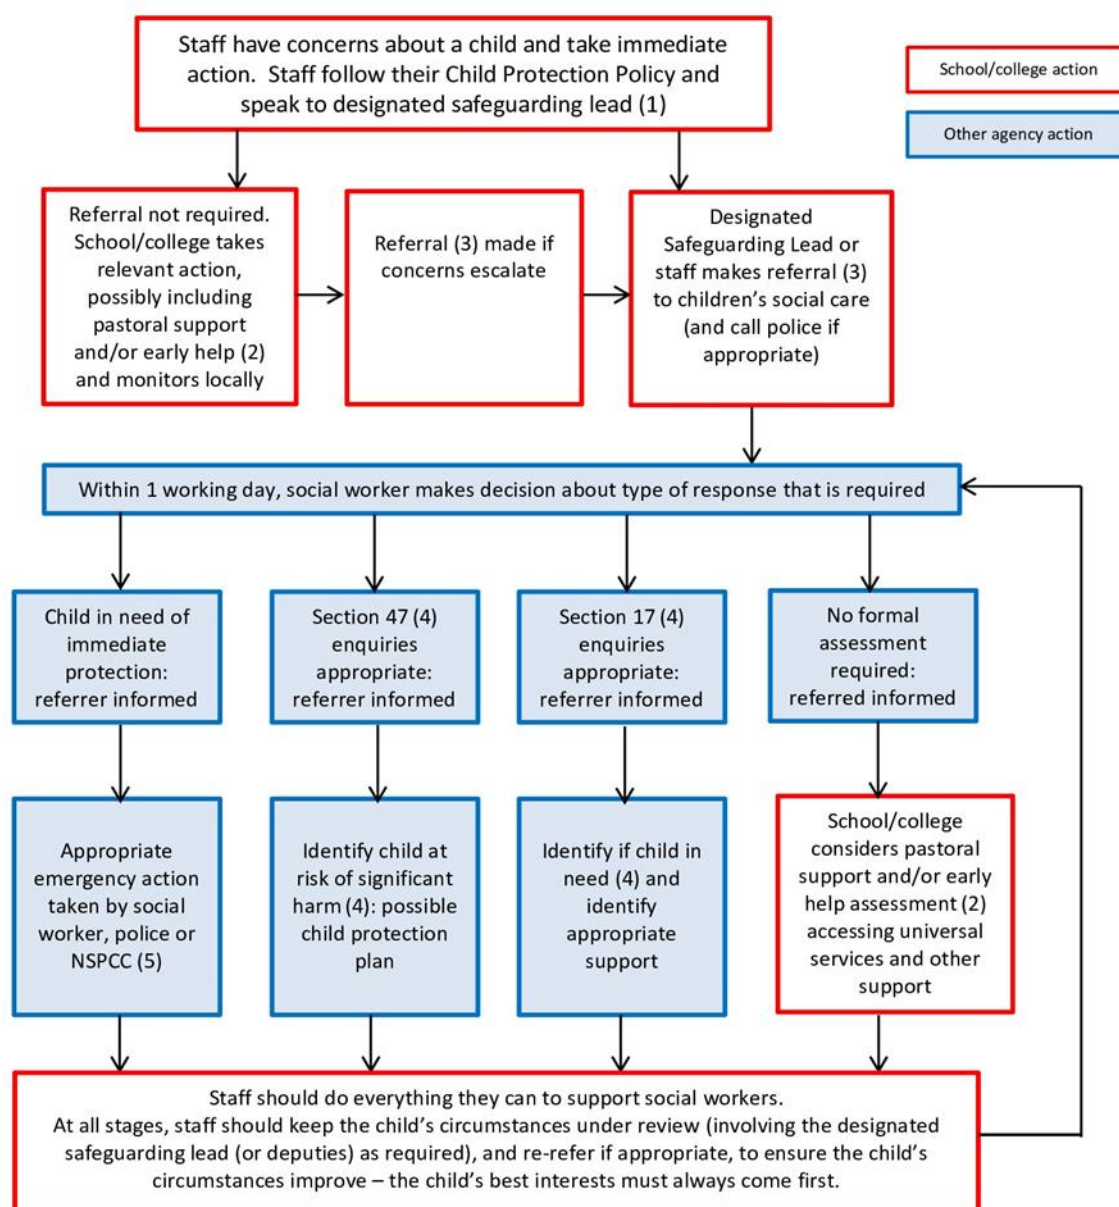 Staff have concerns about a child and take immediate
action.  Staff follow their Child Protection Policy and
speak to designated safeguarding lead (1)
School/college action
Other agency action
Referral not required.
School/college takes
relevant action,
possibly including
pastoral support
and/or early help (2)
and monitors locally
Referral (3) made if
concerns escalate
Designated
Safeguarding Lead or
staff makes referral (3)
to children’s social care
(and call police if
appropriate)
Within 1 working day, social worker makes decision about type of response that is required
Child in need of
immediate
protection:
referrer informed
Section 47 (4)
enquiries
appropriate:
referrer informed
Section 17 (4)
enquiries
appropriate:
referrer informed
No formal
assessment
required:
referred informed
Appropriate
emergency action
taken by social
worker, police or
NSPCC (5)
Identify child at
risk of significant
harm (4): possible
child protection
plan
Identify if child in
need (4) and
identify
appropriate
support
School/college
considers pastoral
support and/or early
help assessment (2)
accessing universal
services and other
support
Staff should do everything they can to support social workers.
At all stages, staff should keep the child’s circumstances under review (involving the designated
safeguarding lead (or deputies) as required), and re-refer if appropriate, to ensure the child’s
circumstances improve – the child’s best interests must always come first.